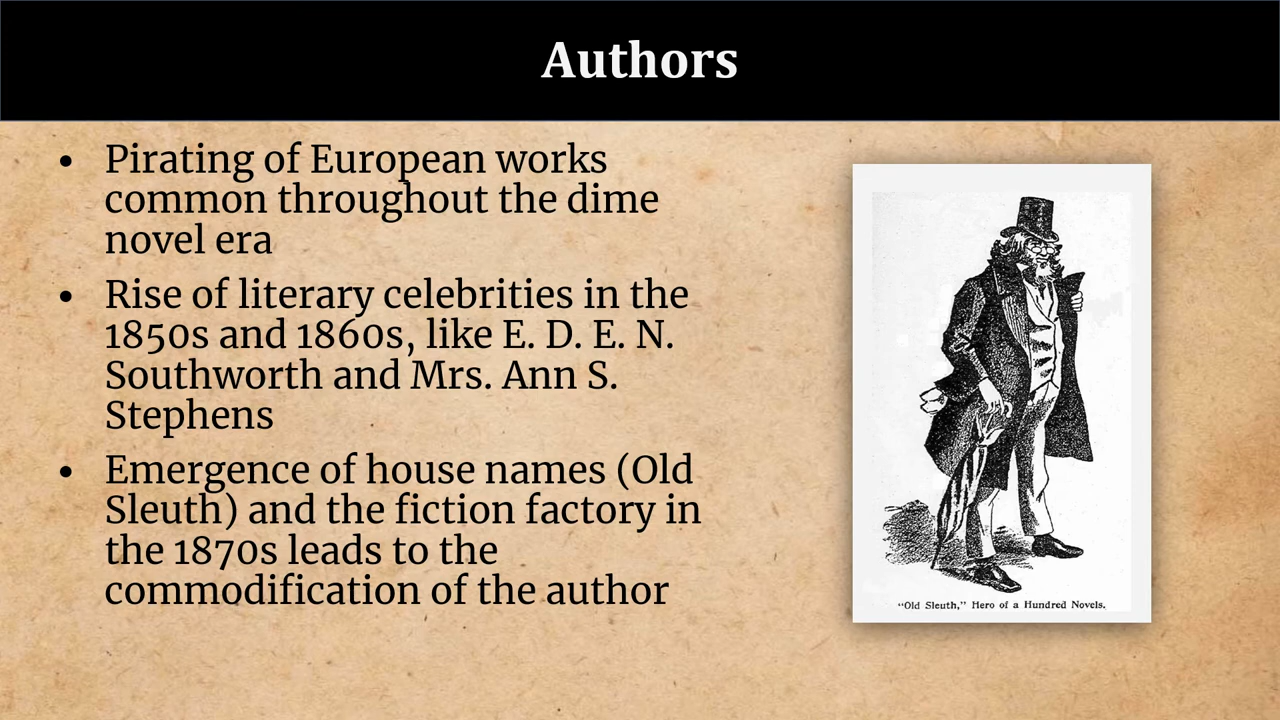 Authors
• Pirating of European works
common throughout the dime
novel era
• Rise of literary celebrities in the
1850s and 1860s, like E. D. E. N.
Southworth and Mrs. Ann S.
Stephens
• Emergence of house names (Old
Sleuth) and the fiction factory in
the 1870s leads to the
commodification of the author
“Old Sleuth,” Hero of a Hundred Novels.